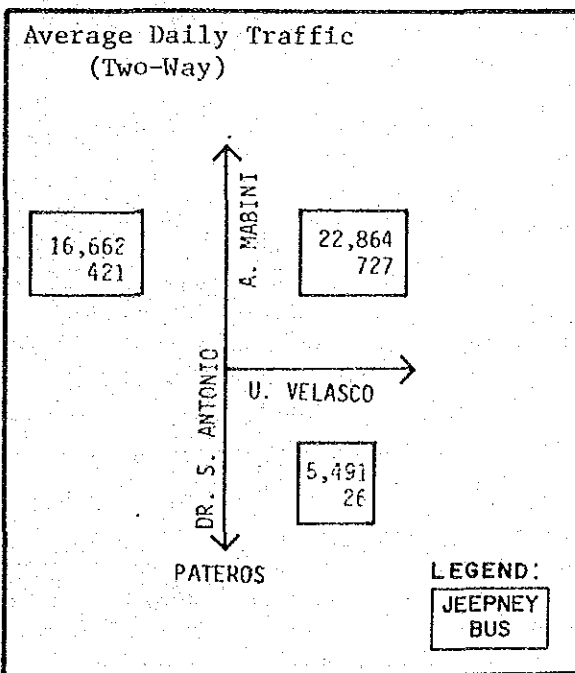 Average Daily Traffic
(Two-Way)
A. MABINI
16,662
421
22,864
727
DR. S. ANTONIO
U. VELASCO
5,491
26
PATEROS
LEGEND:
JEEPNEY
BUS